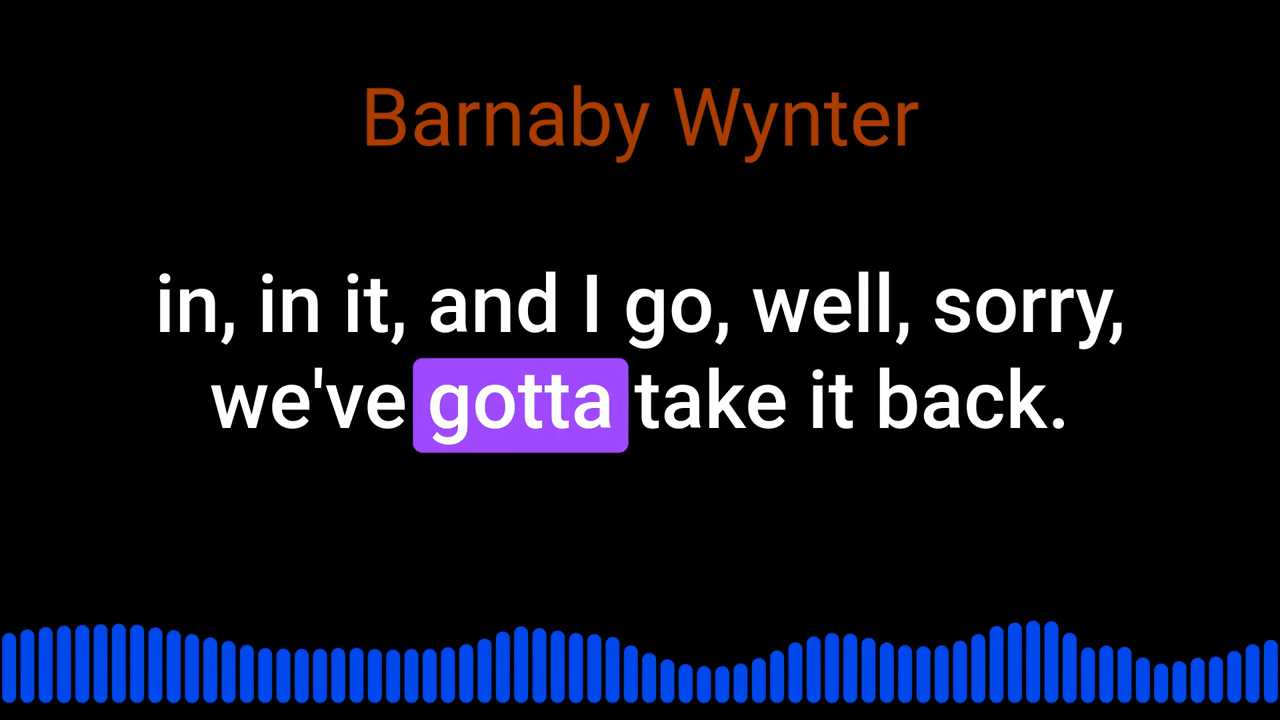 Barnaby Wynter
in, in it, and I go, well, sorry,
we've gotta take it back.